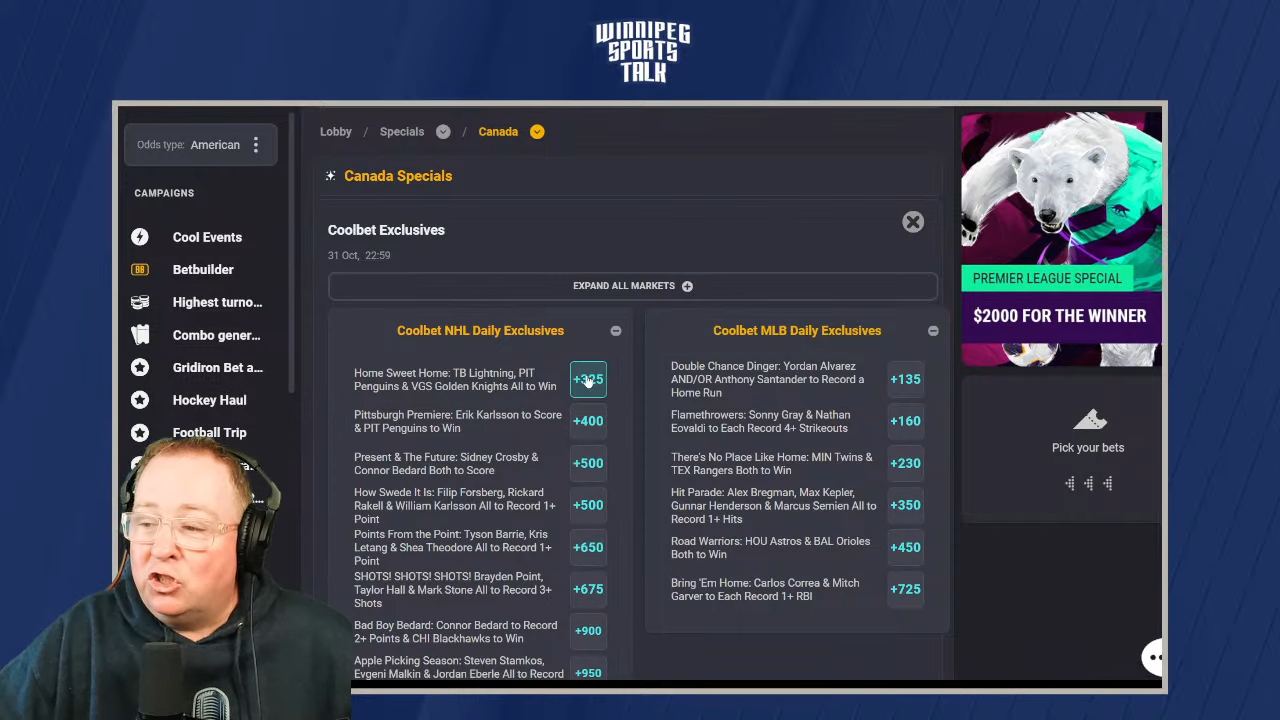 WINNIPEG
SPORTS
TALK
Odds type: American
CAMPAIGNS
Cool Events
Betbuilder
Highest turno...
Combo gener...
Gridiron Bet a...
Hockey Haul
Football Trip
Lobby / Specials / Canada
Canada Specials
Coolbet Exclusives
31 Oct, 22:59
EXPAND ALL MARKETS
Coolbet NHL Daily Exclusives
Home Sweet Home: TB Lightning, PIT
Penguins & VGS Golden Knights All to Win
+325
Pittsburgh Premiere: Erik Karlsson to Score
& PIT Penguins to Win
+400
Present & The Future: Sidney Crosby &
Connor Bedard Both to Score
+500
How Swede It Is: Filip Forsberg, Rickard
Rakell & William Karlsson All to Record 1+
Point
+500
Points From the Point: Tyson Barrie, Kris
Letang & Shea Theodore All to Record 1+
Point
+650
SHOTS! SHOTS! SHOTS! Brayden Point,
Taylor Hall & Mark Stone All to Record 3+
Shots
+675
Bad Boy Bedard: Connor Bedard to Record
2+ Points & CHI Blackhawks to Win
+900
Apple Picking Season: Steven Stamkos,
Evgeni Malkin & Jordan Eberle All to Record
+950
Coolbet MLB Daily Exclusives
Double Chance Dinger: Yordan Alvarez
AND/OR Anthony Santander to Record a
Home Run
+135
Flamethrowers: Sonny Gray & Nathan
Eovaldi to Each Record 4+ Strikeouts
+160
There's No Place Like Home: MIN Twins &
TEX Rangers Both to Win
+230
Hit Parade: Alex Bregman, Max Kepler,
Gunnar Henderson & Marcus Semien All to
Record 1+ Hits
+350
Road Warriors: HOU Astros & BAL Orioles
Both to Win
+450
Bring 'Em Home: Carlos Correa & Mitch
Garver to Each Record 1+ RBI
+725
PREMIER LEAGUE SPECIAL
$2000 FOR THE WINNER
Pick your bets